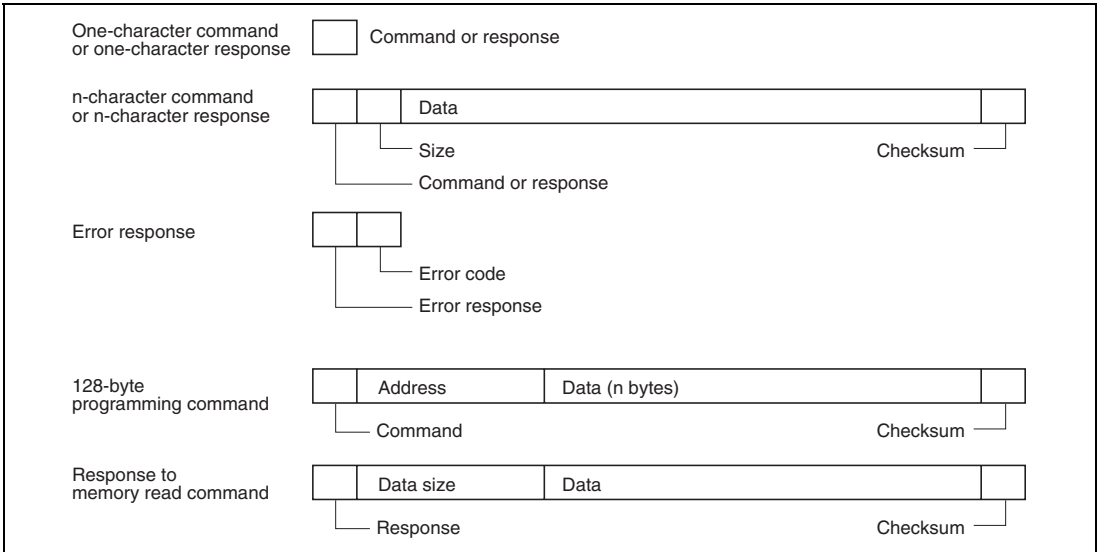 One-character command
or one-character response
Command or response
n-character command
or n-character response
Data
Size
Checksum
Command or response
Error response
Error code
Error response
128-byte
programming command
Address
Data (n bytes)
Command
Checksum
Response to
memory read command
Data size
Data
Response
Checksum